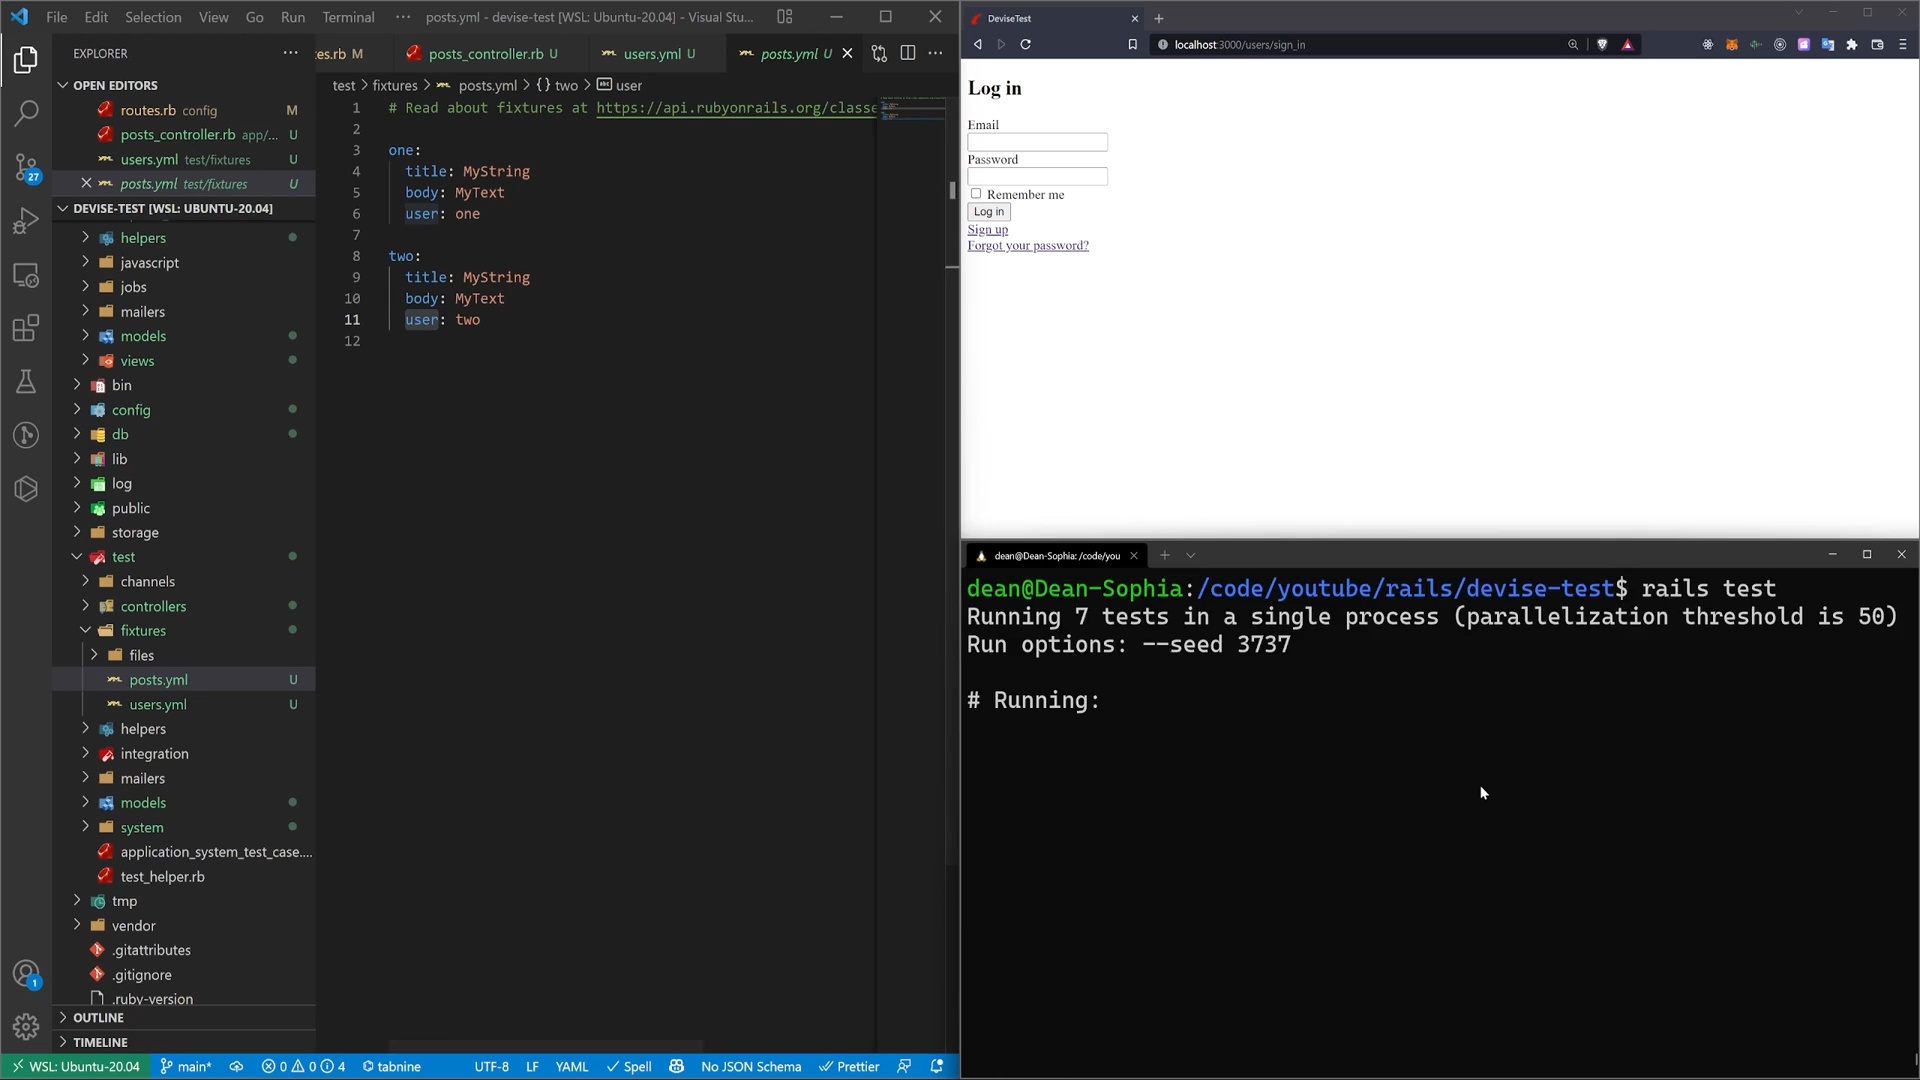 File Edit Selection View Go Run Terminal ··· posts.yml - devise-test [WSL: Ubuntu-20.04] - Visual Stu...
EXPLORER
OPEN EDITORS
routes.rb config M
posts_controller.rb app/... U
users.yml test/fixtures U
posts.yml test/fixtures U
DEVISE-TEST [WSL: UBUNTU-20.04]
helpers
javascript
jobs
mailers
models
views
bin
config
db
lib
log
public
storage
test
channels
controllers
fixtures
files
posts.yml U
users.yml U
helpers
integration
mailers
models
system
application_system_test_case....
test_helper.rb
tmp
vendor
.gitattributes
.gitignore
.ruby-version
OUTLINE
TIMELINE
27
1
tes.rb M posts_controller.rb U users.yml U posts.yml U
test > fixtures > posts.yml > {} two > abc user
1 # Read about fixtures at https://api.rubyonrails.org/classe
2
3 one:
4 title: MyString
5 body: MyText
6 user: one
7
8 two:
9 title: MyString
10 body: MyText
11 user: two
12
WSL: Ubuntu-20.04 main* 0 0 4 tabnine UTF-8 LF YAML Spell No JSON Schema Prettier
DeviseTest
localhost:3000/users/sign_in
Log in
Email
Password
Remember me
Log in
Sign up
Forgot your password?
dean@Dean-Sophia: /code/you
dean@Dean-Sophia:/code/youtube/rails/devise-test$ rails test
Running 7 tests in a single process (parallelization threshold is 50)
Run options: --seed 3737
# Running: